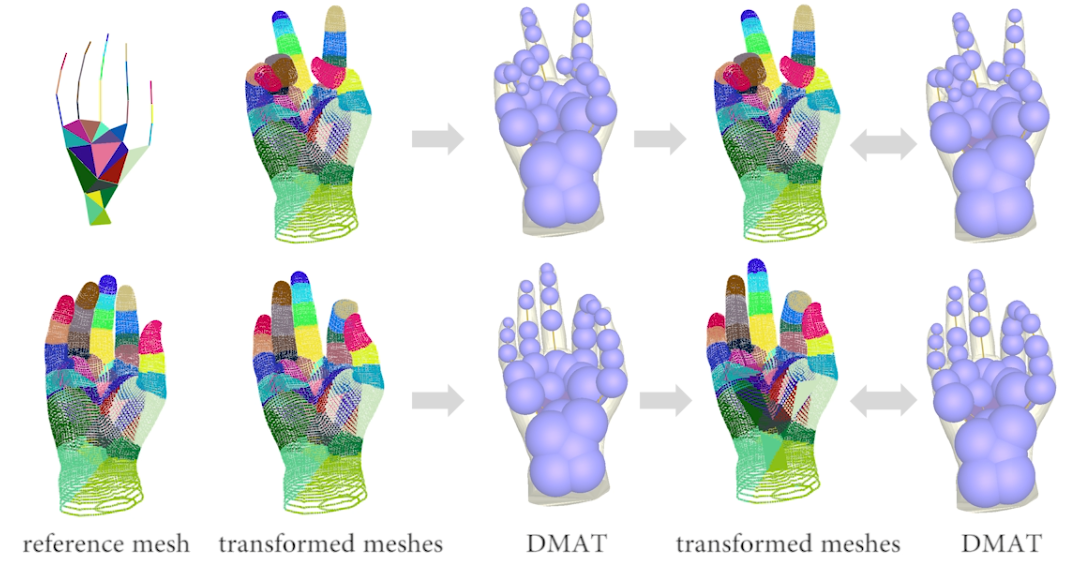 reference mesh
transformed meshes
DMAT
transformed meshes
DMAT